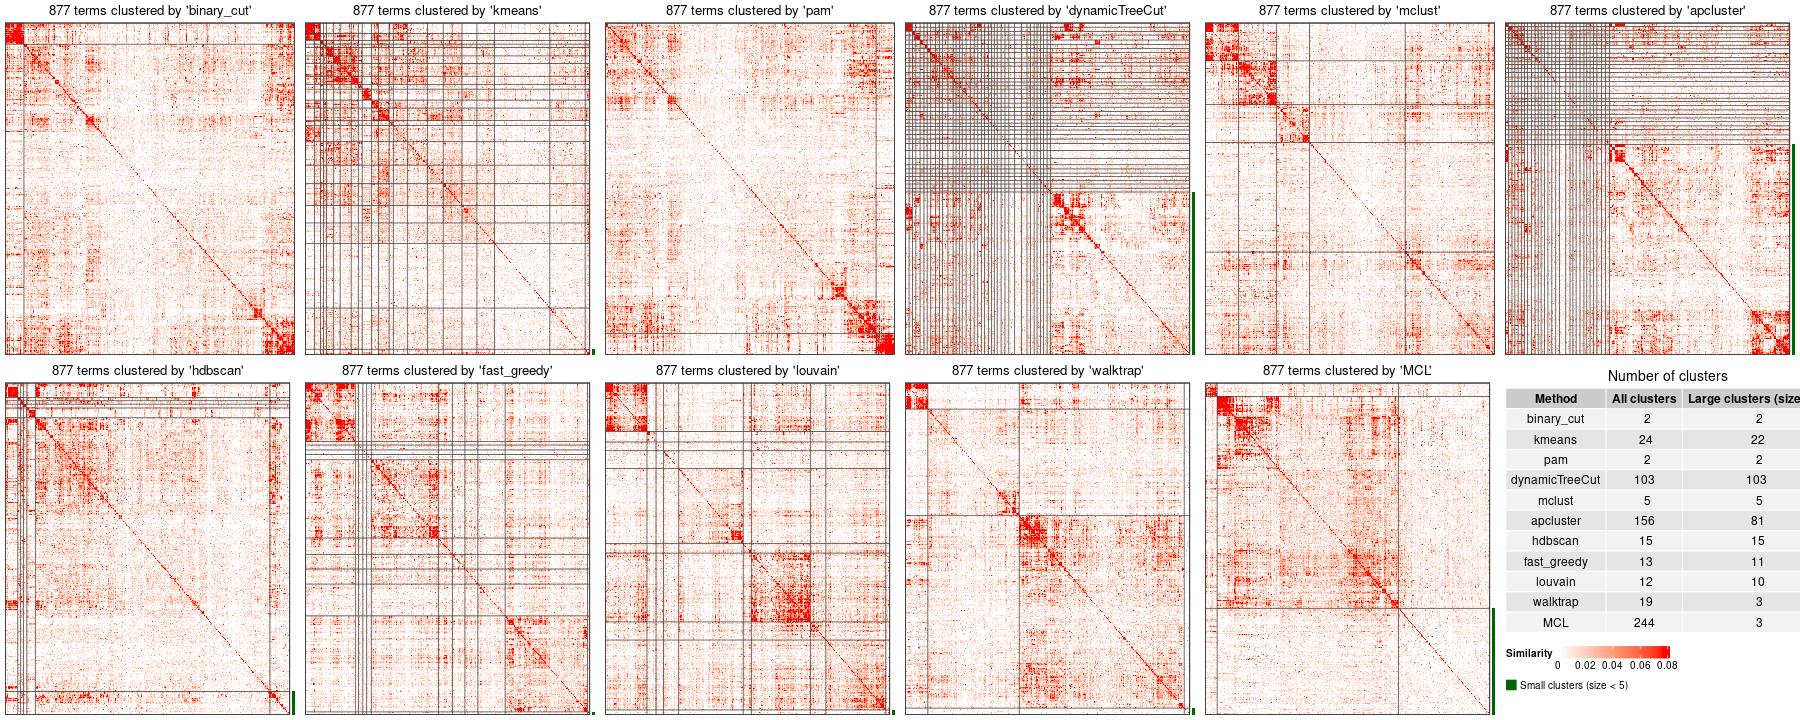 877 terms clustered by 'binary_cut'
877 terms clustered by 'kmeans'
877 terms clustered by 'pam'
877 terms clustered by 'dynamicTreeCut'
877 terms clustered by 'mclust'
877 terms clustered by 'apcluster'
877 terms clustered by 'hdbscan'
877 terms clustered by 'fast_greedy'
877 terms clustered by 'louvain'
877 terms clustered by 'walktrap'
877 terms clustered by 'MCL'
Number of clusters
Method All clusters Large clusters (size
binary_cut 2 2
kmeans 24 22
pam 2 2
dynamicTreeCut 103 103
mclust 5 5
apcluster 156 81
hdbscan 15 15
fast_greedy 13 11
louvain 12 10
walktrap 19 3
MCL 244 3
Similarity
0 0.02 0.04 0.06 0.08
Small clusters (size < 5)